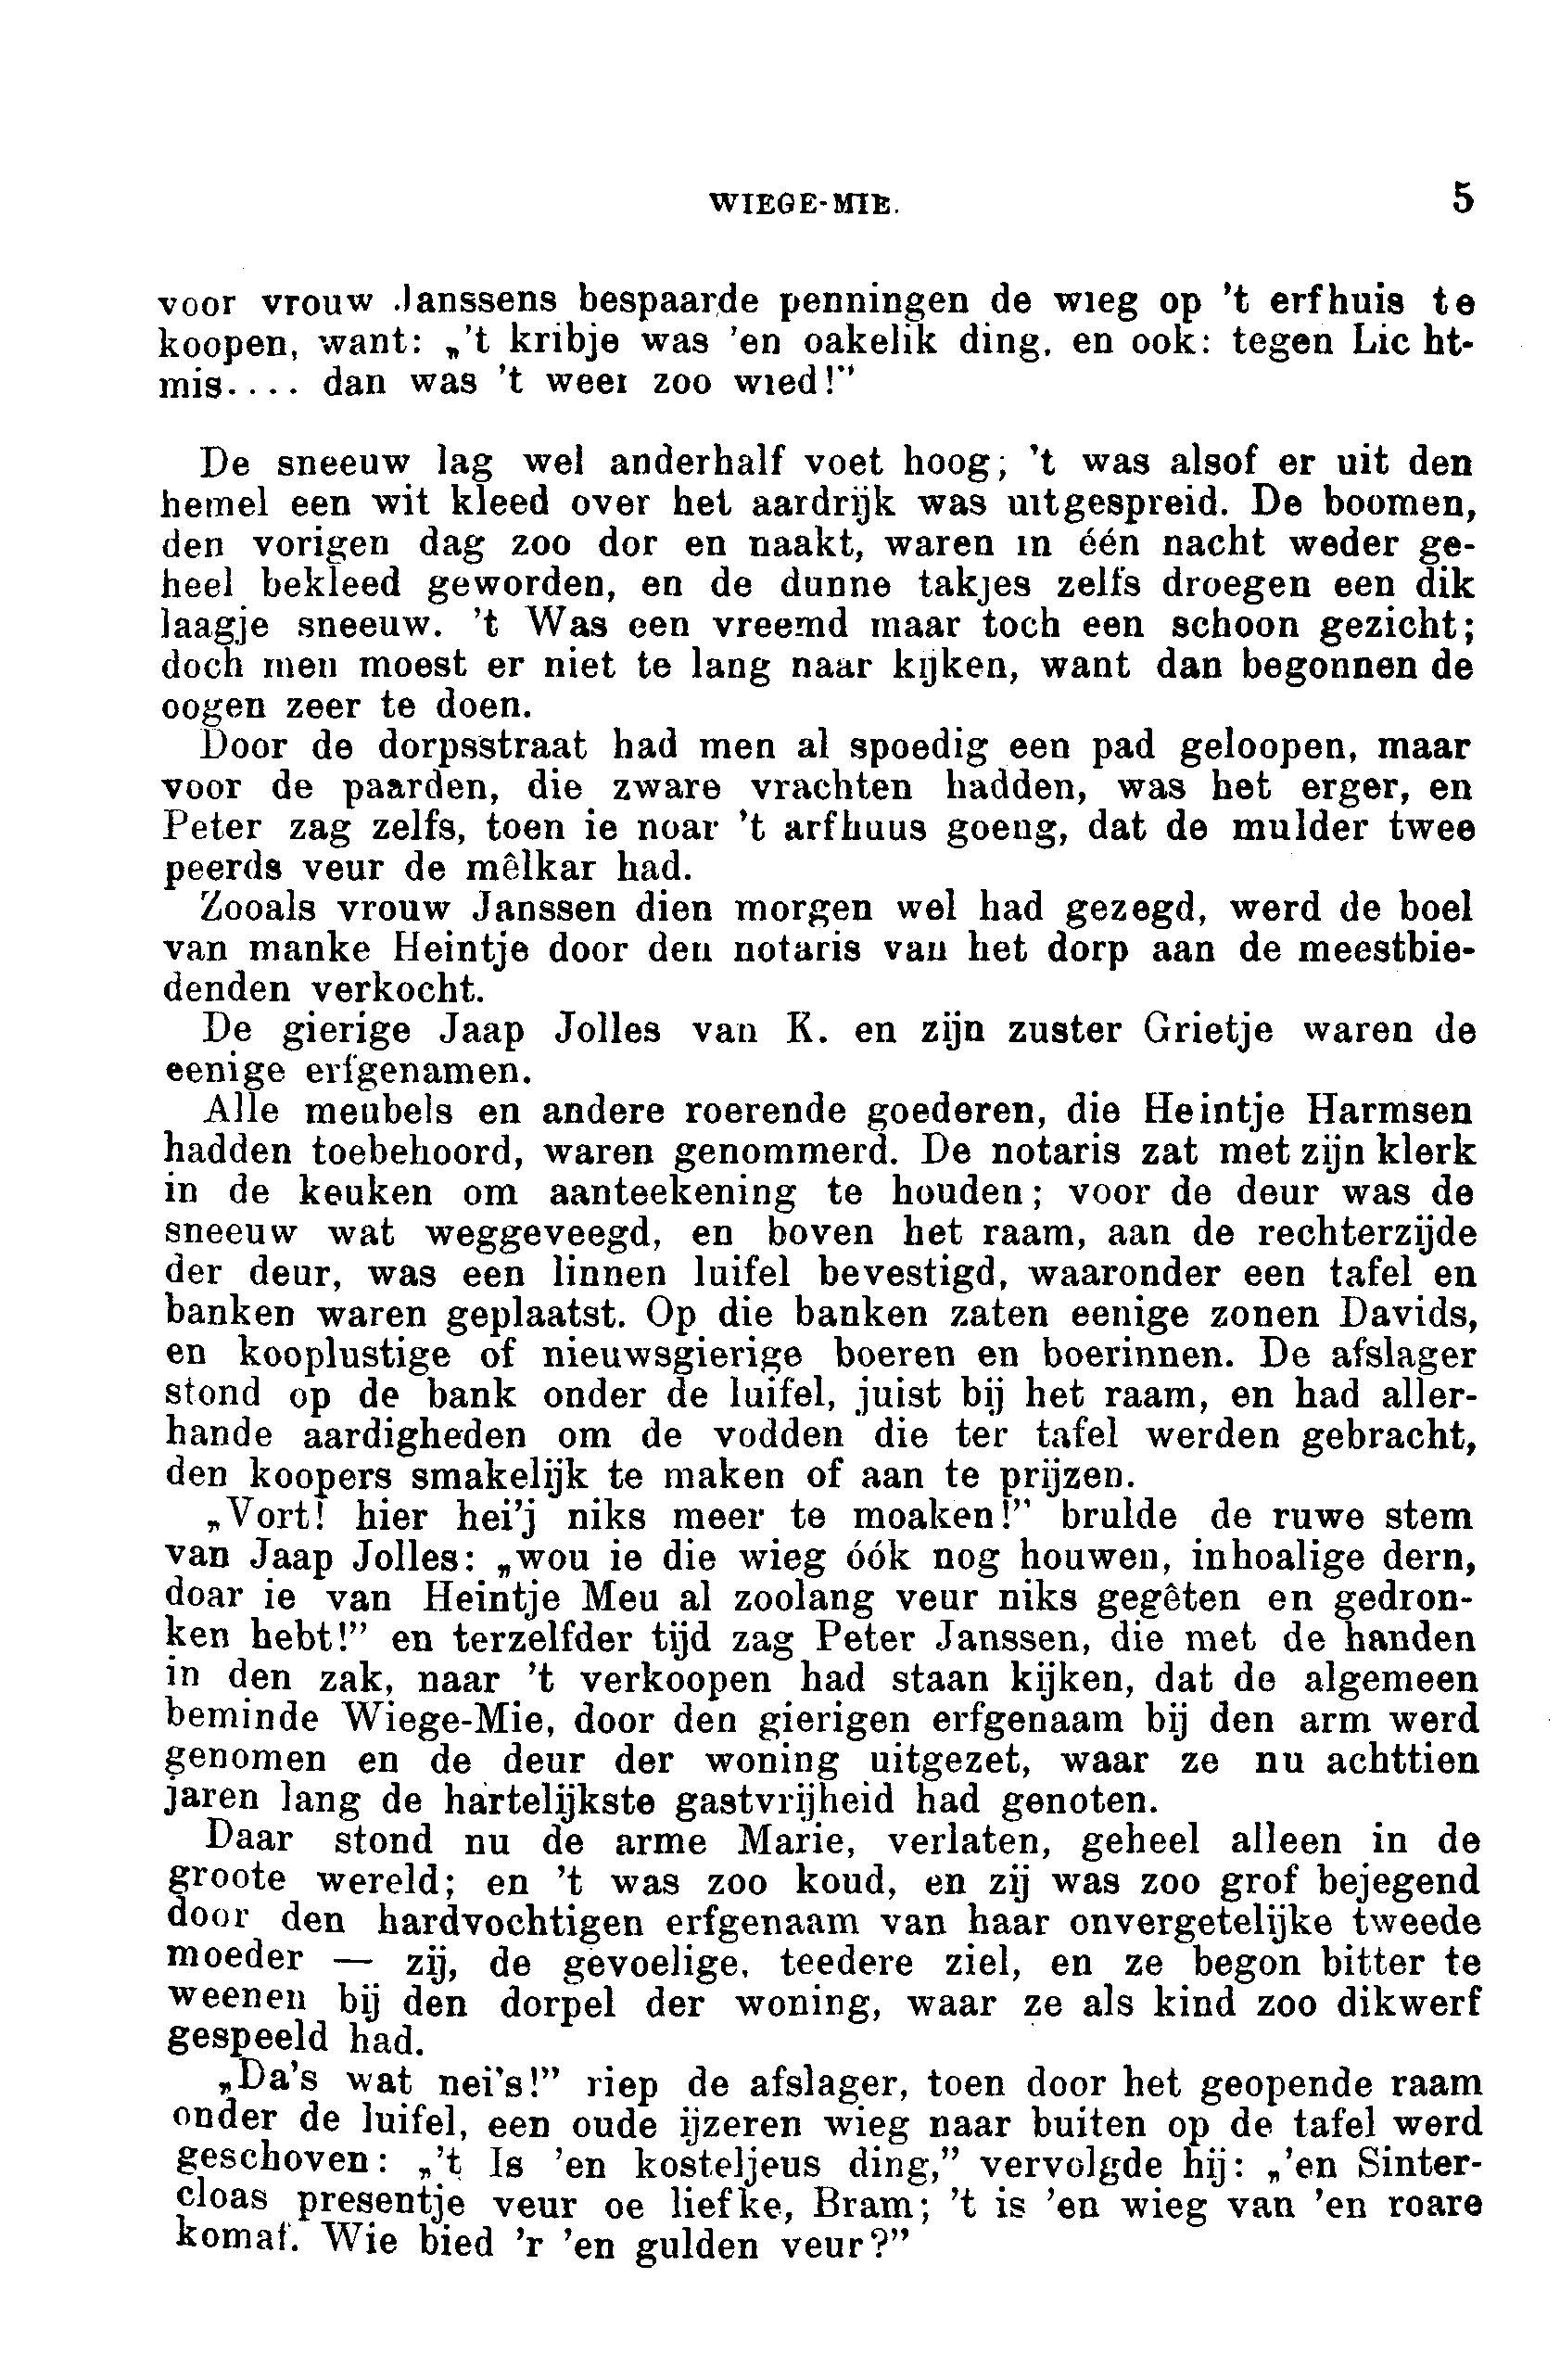 WIEGE-MIE. 5
voor vrouw Janssens bespaarde penningen de wieg op 't erfhuis te
koopen, want: „'t kribje was 'en oakelik ding, en ook: tegen Licht-
mis.... dan was 't weer zoo wied!"
De sneeuw lag wel anderhalf voet hoog; 't was alsof er uit den
hemel een wit kleed over het aardrijk was uitgespreid. De boomen,
den vorigen dag zoo dor en naakt, waren in één nacht weder ge-
heel bekleed geworden, en de dunne takjes zelfs droegen een dik
laagje sneeuw. 't Was een vreemd maar toch een schoon gezicht;
doch men moest er niet te lang naar kijken, want dan begonnen de
oogen zeer te doen.
Door de dorpsstraat had men al spoedig een pad geloopen, maar
voor de paarden, die zware vrachten hadden, was het erger, en
Peter zag zelfs, toen ie noar 't arfhuus goeng, dat de mulder twee
peerds veur de mêlkar had.
Zooals vrouw Janssen dien morgen wel had gezegd, werd de boel
van manke Heintje door den notaris van het dorp aan de meestbie-
denden verkocht.
De gierige Jaap Jolles van K. en zijn zuster Grietje waren de
eenige erfgenamen.
Alle meubels en andere roerende goederen, die Heintje Harmsen
hadden toebehoord, waren genommerd. De notaris zat met zijn klerk
in de keuken om aanteekening te houden; voor de deur was de
sneeuw wat weggeveegd, en boven het raam, aan de rechterzijde
der deur, was een linnen luifel bevestigd, waaronder een tafel en
banken waren geplaatst. Op die banken zaten eenige zonen Davids,
en kooplustige of nieuwsgierige boeren en boerinnen. De afslager
stond op de bank onder de luifel, juist bij het raam, en had aller-
hande aardigheden om de vodden die ter tafel werden gebracht,
den koopers smakelijk te maken of aan te prijzen.
„Vort! hier hei'j niks meer te moaken!" brulde de ruwe stem
van Jaap Jolles: „wou ie die wieg óók nog houwen, inhoalige dern,
doar ie van Heintje Meu al zoolang veur niks gegêten en gedron-
ken hebt!" en terzelfder tijd zag Peter Janssen, die met de handen
in den zak, naar 't verkoopen had staan kijken, dat de algemeen
beminde Wiege-Mie, door den gierigen erfgenaam bij den arm werd
genomen en de deur der woning uitgezet, waar ze nu achttien
jaren lang de hartelijkste gastvrijheid had genoten.
Daar stond nu de arme Marie, verlaten, geheel alleen in de
groote wereld; en 't was zoo koud, en zij was zoo grof bejegend
door den hardvochtigen erfgenaam van haar onvergetelijke tweede
moeder — zij, de gevoelige, teedere ziel, en ze begon bitter te
weenen bij den dorpel der woning, waar ze als kind zoo dikwerf
gespeeld had.
„Da's wat nei's!" riep de afslager, toen door het geopende raam
onder de luifel, een oude ijzeren wieg naar buiten op de tafel werd
geschoven: „'t Is 'en kosteljeus ding," vervolgde hij: „'en Sinter-
cloas presentje veur oe liefke, Bram; 't is 'en wieg van 'en roare
komaf. Wie bied 'r 'en gulden veur?"